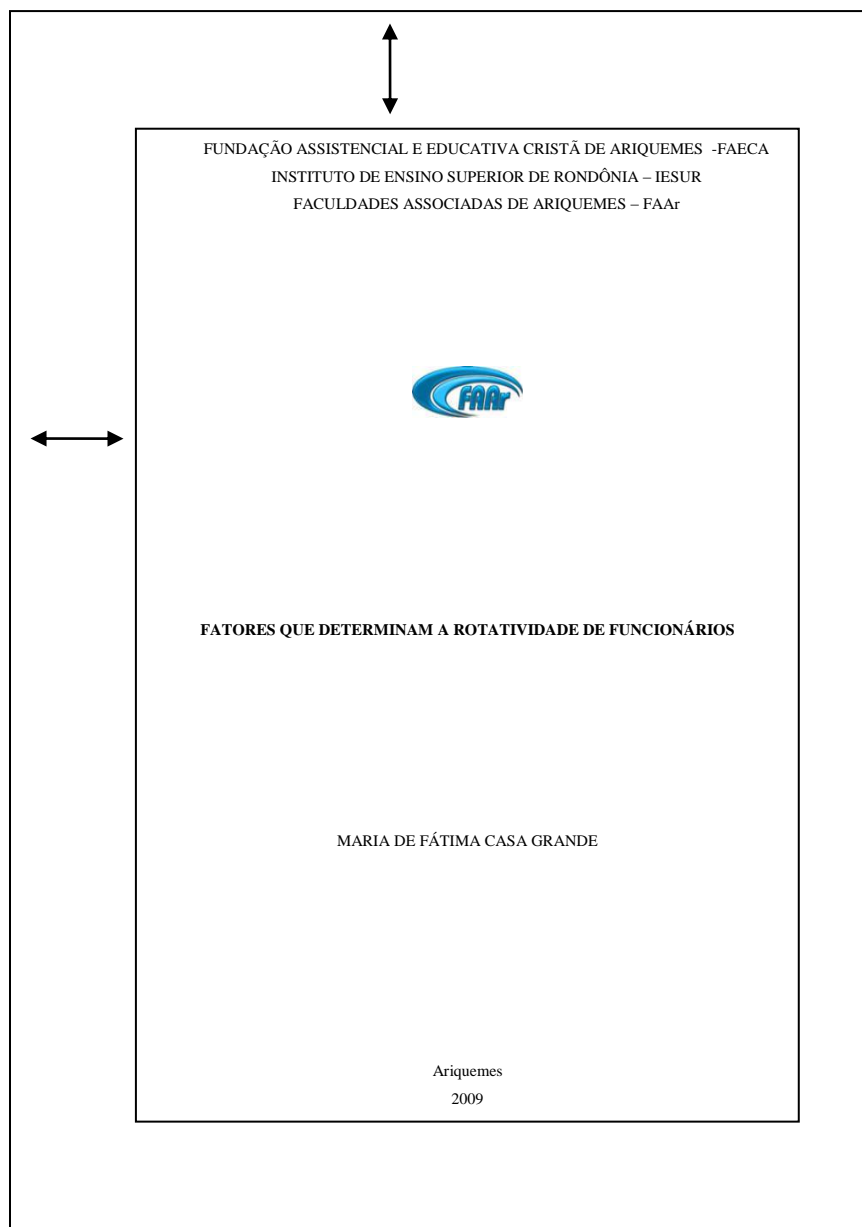 FUNDAÇÃO ASSISTENCIAL E EDUCATIVA CRISTÃ DE ARIQUEMES -FAECA
INSTITUTO DE ENSINO SUPERIOR DE RONDÔNIA – IESUR
FACULDADES ASSOCIADAS DE ARIQUEMES – FAAr
FAAr
FATORES QUE DETERMINAM A ROTATIVIDADE DE FUNCIONÁRIOS
MARIA DE FÁTIMA CASA GRANDE
Ariquemes
2009